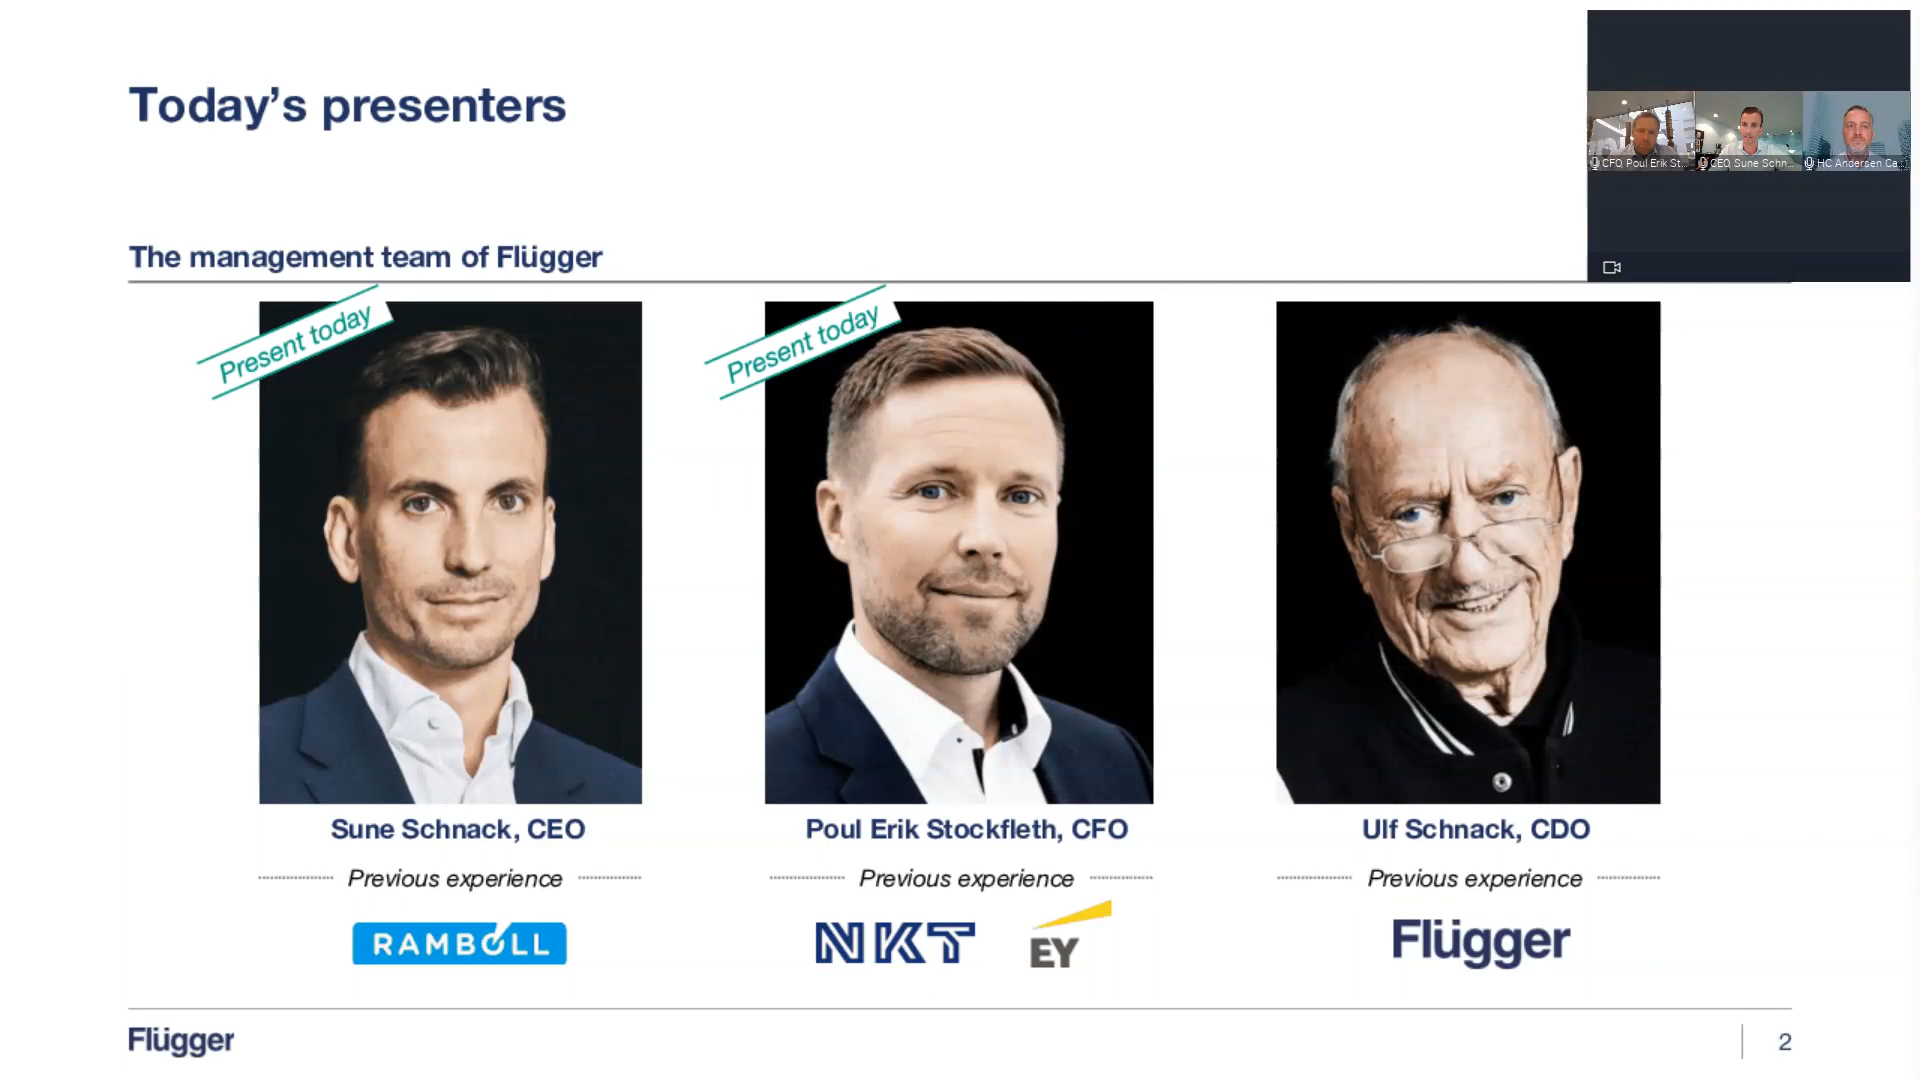 Today’s presenters
CFO, Poul Erik St...
CEO, Sune Schn...
HC Andersen Ca...
The management team of Flügger
Present today
Present today
Sune Schnack, CEO
Poul Erik Stockfleth, CFO
Ulf Schnack, CDO
Previous experience
Previous experience
Previous experience
RAMBOLL
NKT
EY
Flügger
Flügger
2